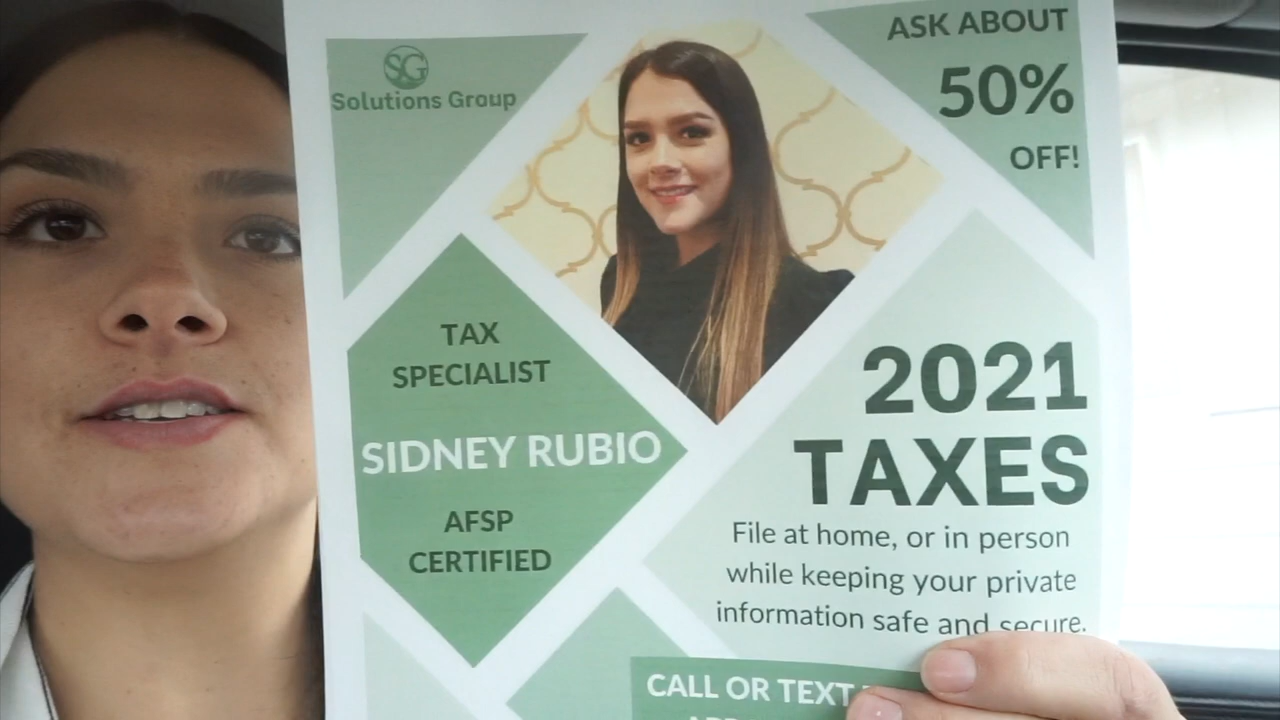 SG
Solutions Group
ASK ABOUT
50%
OFF!
TAX
SPECIALIST
SIDNEY RUBIO
AFSP
CERTIFIED
2021
TAXES
File at home, or in person
while keeping your private
information safe and secure.
CALL OR TEXT